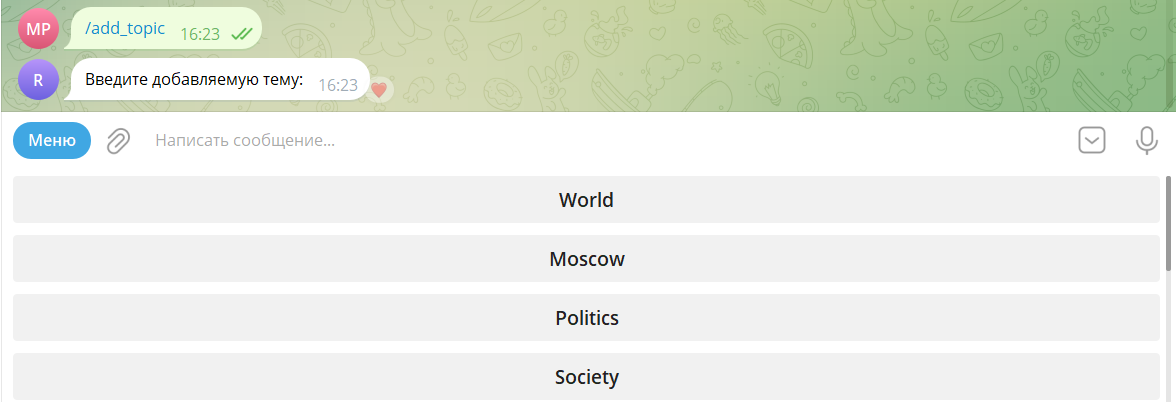 MP
/add_topic 16:23
R
Введите добавляемую тему: 16:23
Меню
Написать сообщение...
World
Moscow
Politics
Society